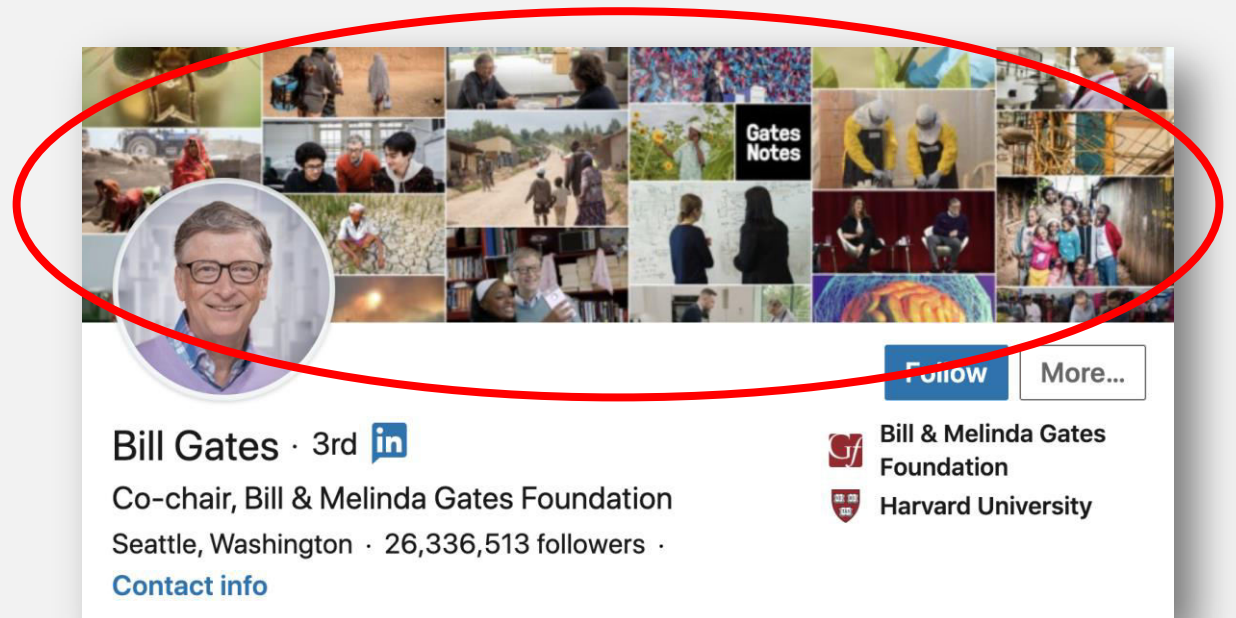 Gates
Notes
Follow
More...
Bill Gates · 3rd in
Bill & Melinda Gates
Foundation
Co-chair, Bill & Melinda Gates Foundation
Harvard University
Seattle, Washington · 26,336,513 followers ·
Contact info